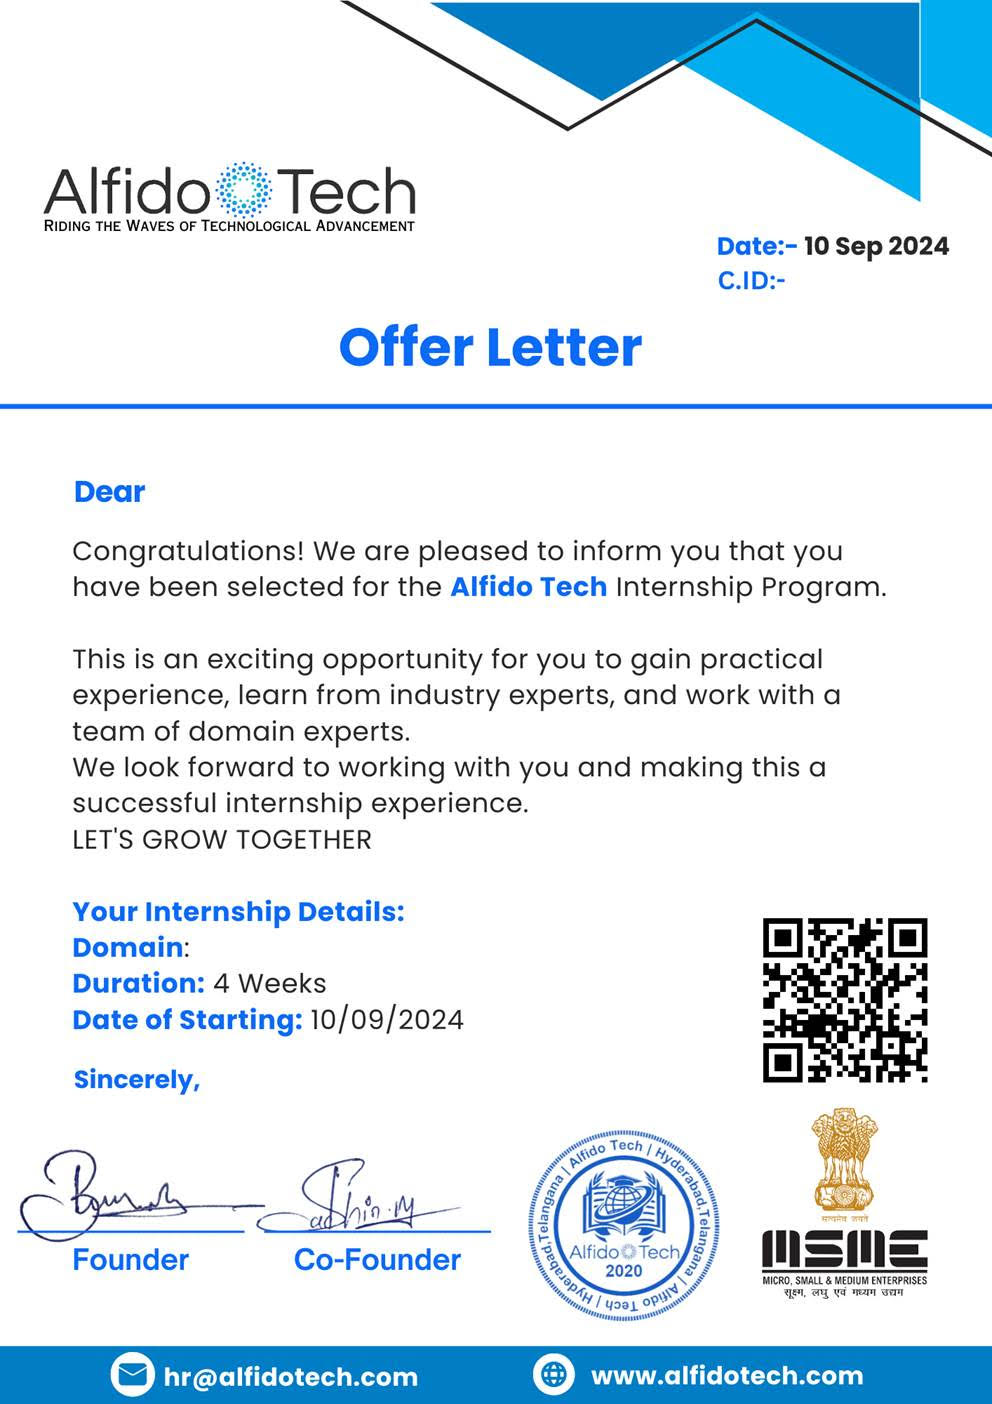 Alfido Tech
RIDING THE WAVES OF TECHNOLOGICAL ADVANCEMENT
Date:- 10 Sep 2024
C.ID:-
Offer Letter
Dear
Congratulations! We are pleased to inform you that you
have been selected for the Alfido Tech Internship Program.
This is an exciting opportunity for you to gain practical
experience, learn from industry experts, and work with a
team of domain experts.
We look forward to working with you and making this a
successful internship experience.
LET'S GROW TOGETHER
Your Internship Details:
Domain:
Duration: 4 Weeks
Date of Starting: 10/09/2024
Sincerely,
Founder
Co-Founder
| Alfido Tech | Hyderabad,Telangana | Alfido Tech | Hyderabad,Telangana
Alfido Tech
2020
सत्यमेव जयते
MSME
MICRO, SMALL & MEDIUM ENTERPRISES
सूक्ष्म, लघु एवं मध्यम उद्यम
hr@alfidotech.com
www.alfidotech.com